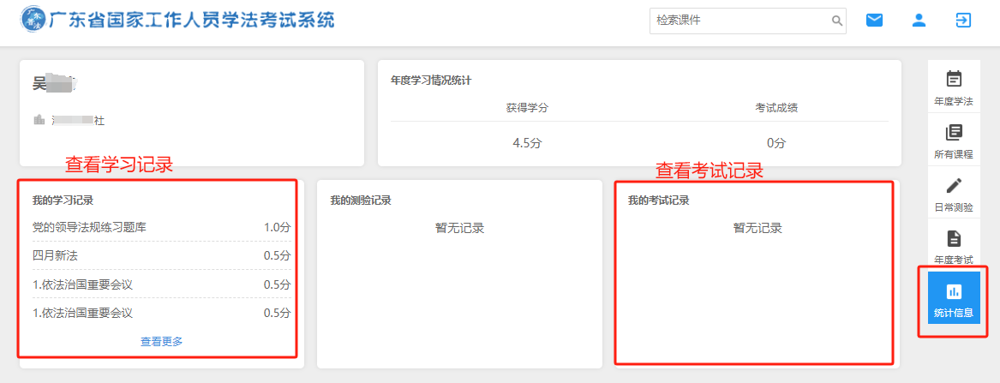 广东省国家工作人员学法考试系统
检索课件
吴
社
年度学习情况统计
获得学分 考试成绩
4.5分 0分
年度学法
所有课程
日常测验
年度考试
统计信息
查看学习记录
我的学习记录
党的领导法规练习题库 1.0分
四月新法 0.5分
1.依法治国重要会议 0.5分
1.依法治国重要会议 0.5分
查看更多
我的测验记录
暂无记录
查看考试记录
我的考试记录
暂无记录